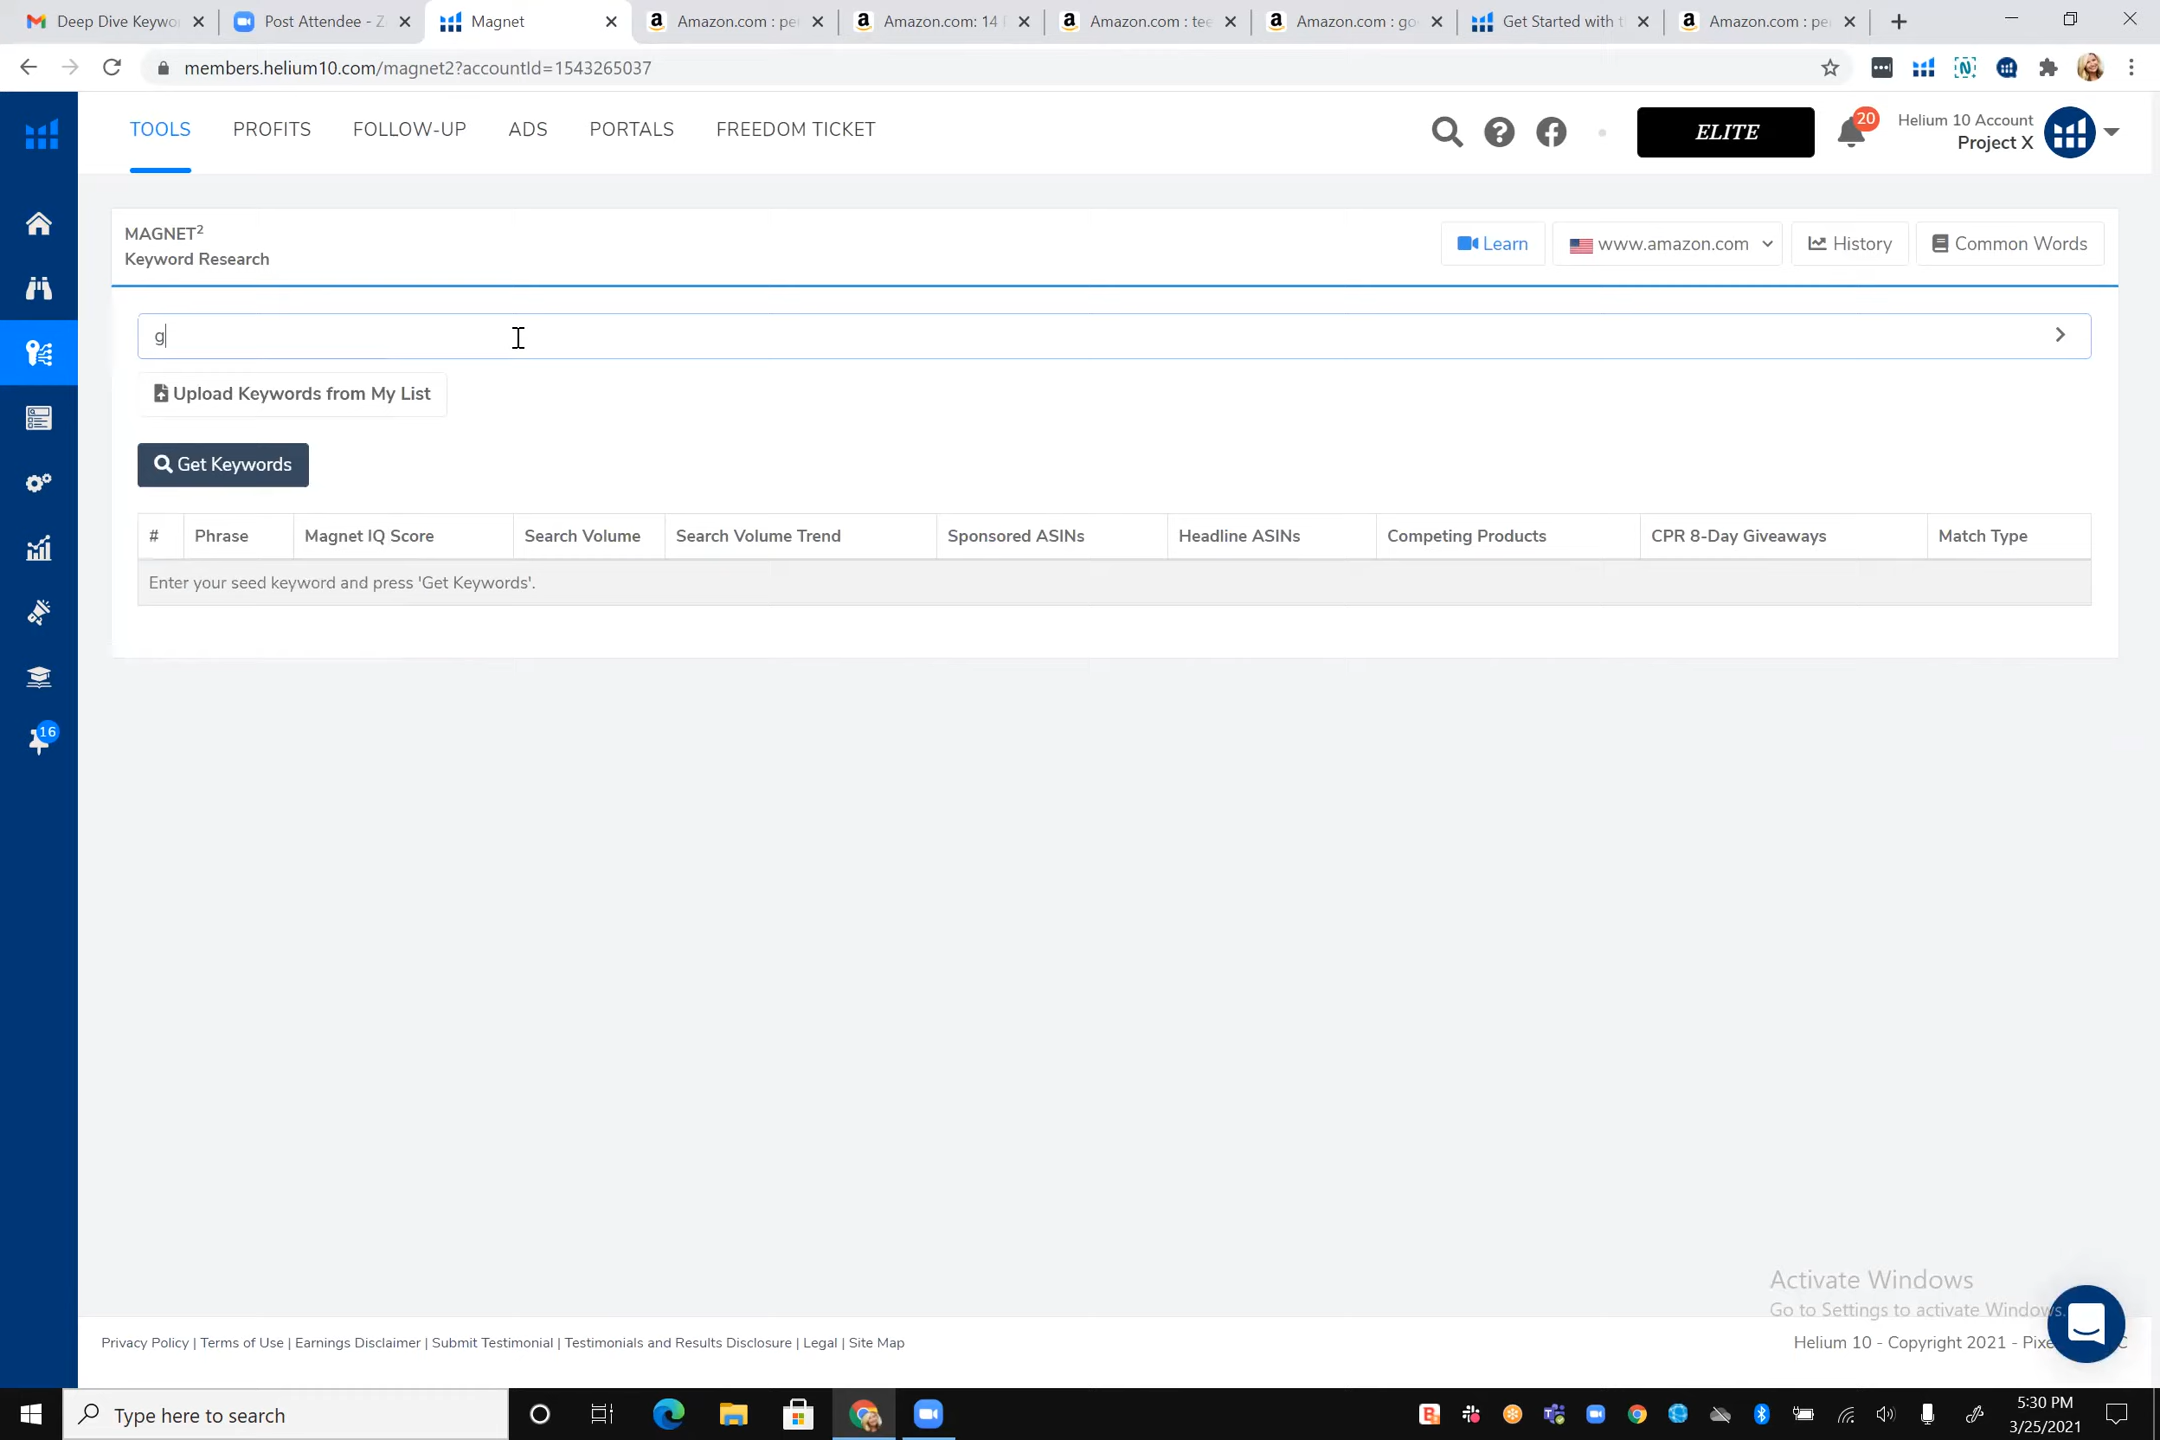 Deep Dive Keywo
Post Attendee - Z
Magnet
Amazon.com : pe
Amazon.com: 14
Amazon.com : tee
Amazon.com : go
Get Started with t
Amazon.com : pe
members.helium10.com/magnet2?accountId=1543265037
TOOLS PROFITS FOLLOW-UP ADS PORTALS FREEDOM TICKET
ELITE
20
Helium 10 Account
Project X
MAGNET²
Keyword Research
Learn
www.amazon.com
History
Common Words
g
Upload Keywords from My List
Get Keywords
# Phrase Magnet IQ Score Search Volume Search Volume Trend Sponsored ASINs Headline ASINs Competing Products CPR 8-Day Giveaways Match Type
Enter your seed keyword and press 'Get Keywords'.
16
Activate Windows
Go to Settings to activate Windows.
Privacy Policy | Terms of Use | Earnings Disclaimer | Submit Testimonial | Testimonials and Results Disclosure | Legal | Site Map
Helium 10 - Copyright 2021 - Pixe
Type here to search
5:30 PM
3/25/2021